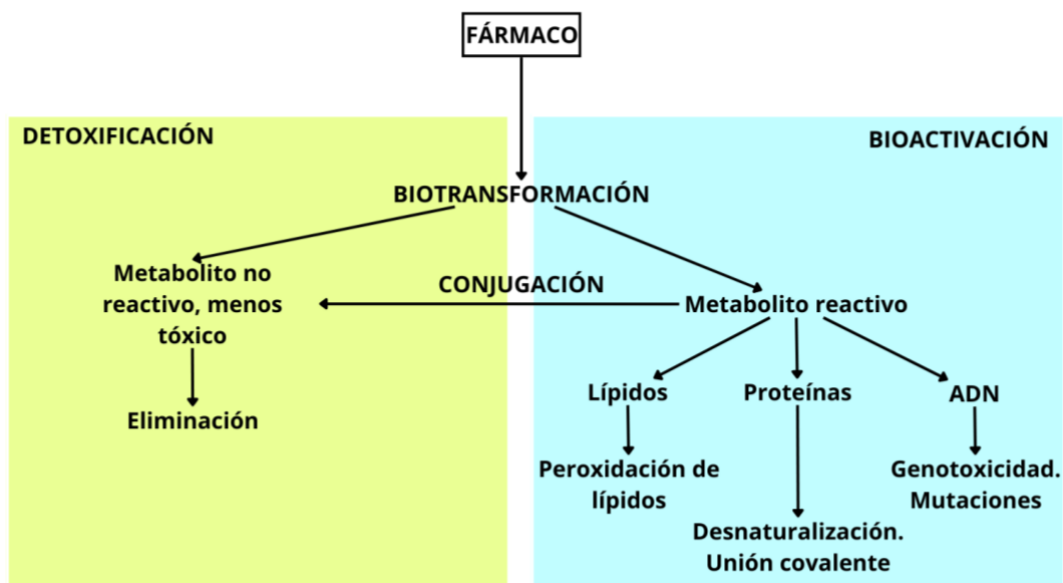 FÁRMACO
DETOXIFICACIÓN
BIOACTIVACIÓN
BIOTRANSFORMACIÓN
Metabolito no
reactivo, menos
tóxico
CONJUGACIÓN
Metabolito reactivo
Eliminación
Lípidos
Proteínas
ADN
Peroxidación de
lípidos
Genotoxicidad.
Mutaciones
Desnaturalización.
Unión covalente